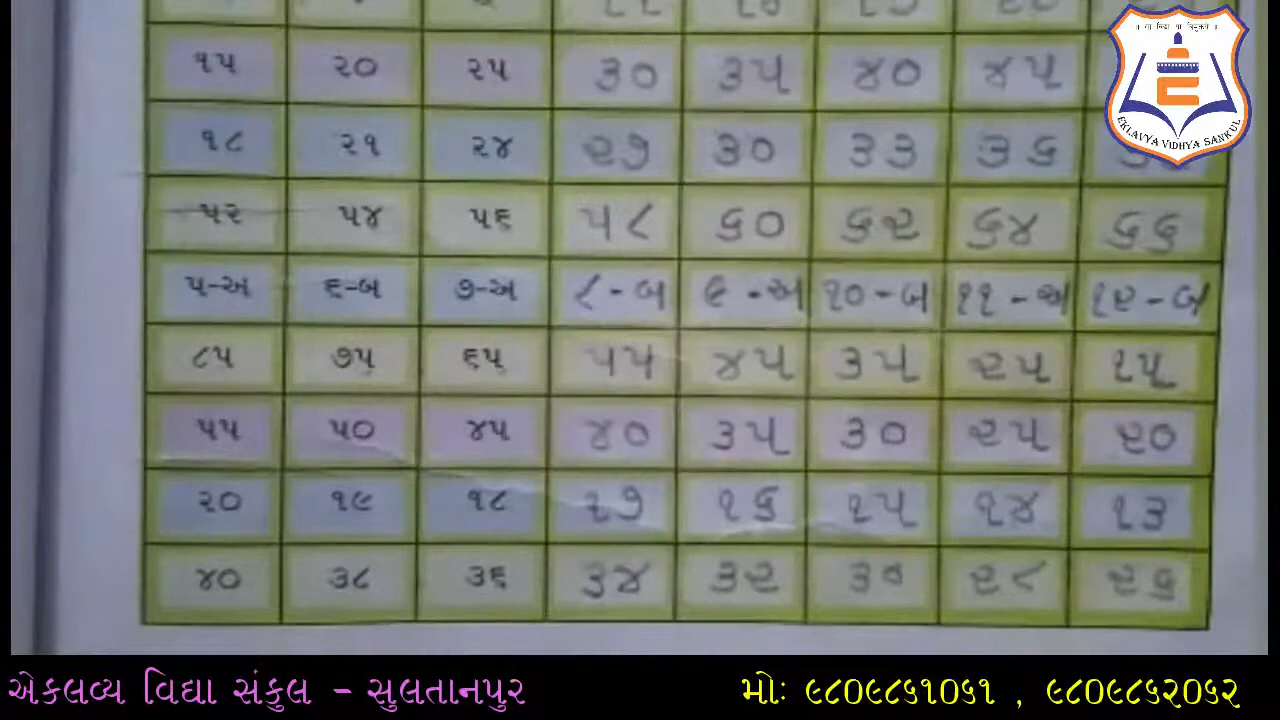 ॥ सा विद्या या विमुक्तये ॥
EKLAVYA VIDHYA SANKUL
૧૫ ૨૦ ૨૫ ૩૦ ૩૫ ૪૦ ૪૫
૧૮ ૨૧ ૨૪ ૨૭ ૩૦ ૩૩ ૩૬
૫૨ ૫૪ ૫૬ ૫૮ ૬૦ ૬૨ ૬૪ ૬૬
૫-અ ૬-બ ૭-અ ૮-બ ૯-અ ૧૦-બ ૧૧-અ ૧૨-બ
૮૫ ૭૫ ૬૫ ૫૫ ૪૫ ૩૫ ૨૫ ૧૫
૫૫ ૫૦ ૪૫ ૪૦ ૩૫ ૩૦ ૨૫ ૨૦
૨૦ ૧૯ ૧૮ ૧૭ ૧૬ ૧૫ ૧૪ ૧૩
૪૦ ૩૮ ૩૬ ૩૪ ૩૨ ૩૦ ૨૮ ૨૬
એકલવ્ય વિદ્યા સંકુલ - સુલતાનપુર
મોઃ ૯૮૦૯૮૬૧૦૬૧ , ૯૮૦૯૮૬૨૦૬૨